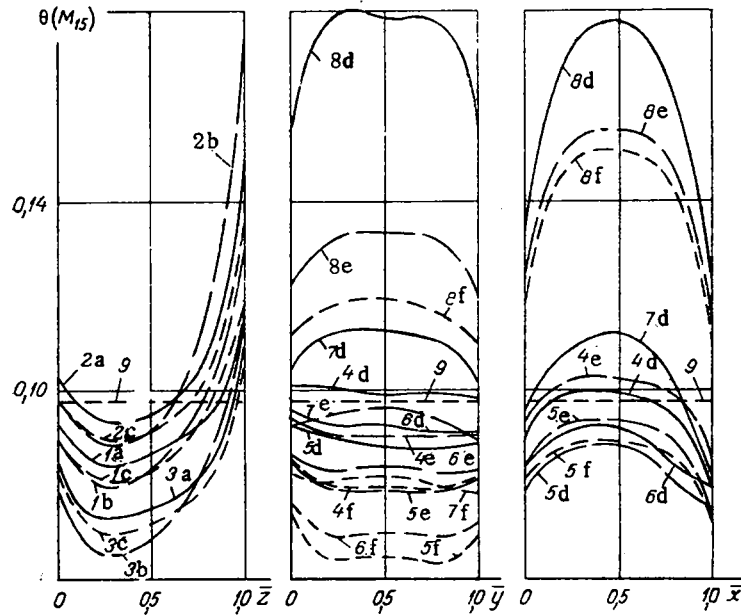 θ(M₁₅)
0,14
0,10
2b
2a
9
2c
1a
1c
1b
3a
3c
3b
0
0,5
1,0
z̄
8d
8e
8f
7d
4d
9
7e
6d
5d
4e
6e
4f
5e
7f
6f
5f
0
0,5
1,0
ȳ
8d
8e
8f
7d
4e
4d
9
5e
5f
5d
6d
0
0,5
1,0
x̄